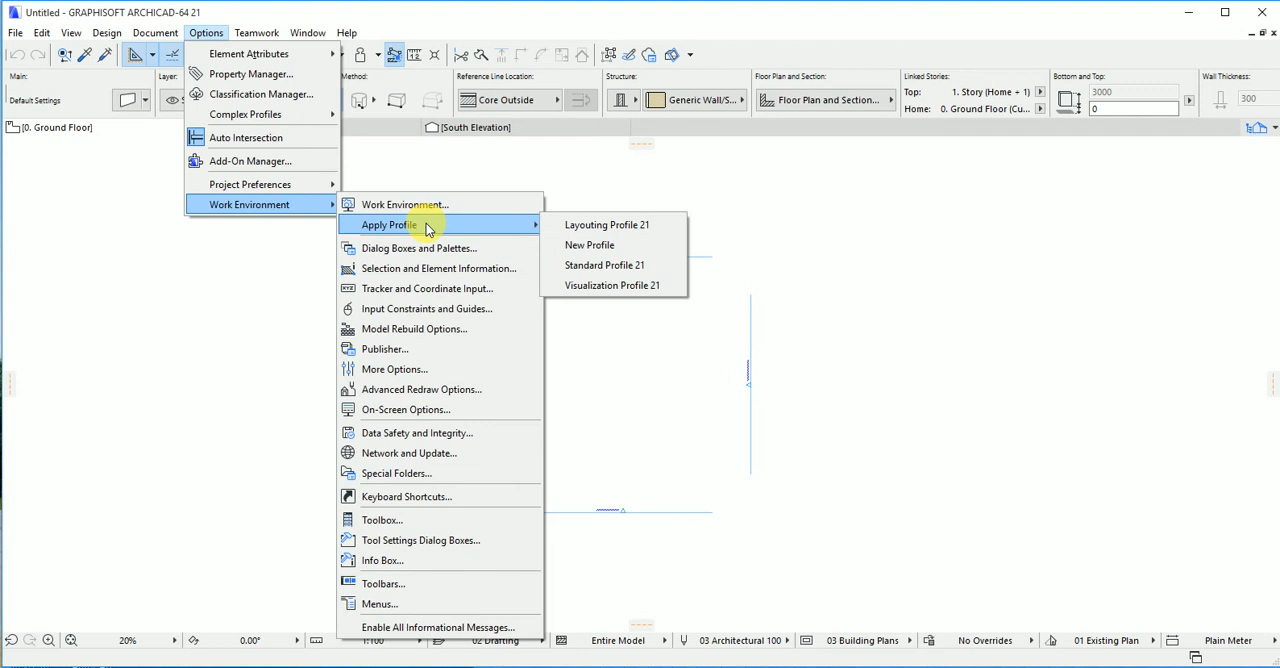 Untitled - GRAPHISOFT ARCHICAD-64 21
File Edit View Design Document Options Teamwork Window Help
Main:
Default Settings
Layer:
Method:
Reference Line Location:
Core Outside
Structure:
Generic Wall/S...
Floor Plan and Section:
Floor Plan and Section...
Linked Stories:
Top: 1. Story (Home + 1)
Home: 0. Ground Floor (Cu...
Bottom and Top:
3000
0
Wall Thickness:
300
[0. Ground Floor]
[South Elevation]
Element Attributes
Property Manager...
Classification Manager...
Complex Profiles
Auto Intersection
Add-On Manager...
Project Preferences
Work Environment
Work Environment...
Apply Profile
Dialog Boxes and Palettes...
Selection and Element Information...
Tracker and Coordinate Input...
Input Constraints and Guides...
Model Rebuild Options...
Publisher...
More Options...
Advanced Redraw Options...
On-Screen Options...
Data Safety and Integrity...
Network and Update...
Special Folders...
Keyboard Shortcuts...
Toolbox...
Tool Settings Dialog Boxes...
Info Box...
Toolbars...
Menus...
Enable All Informational Messages...
Layouting Profile 21
New Profile
Standard Profile 21
Visualization Profile 21
20% 0.00° 1:100 02 Drafting Entire Model 03 Architectural 100 03 Building Plans No Overrides 01 Existing Plan Plain Meter